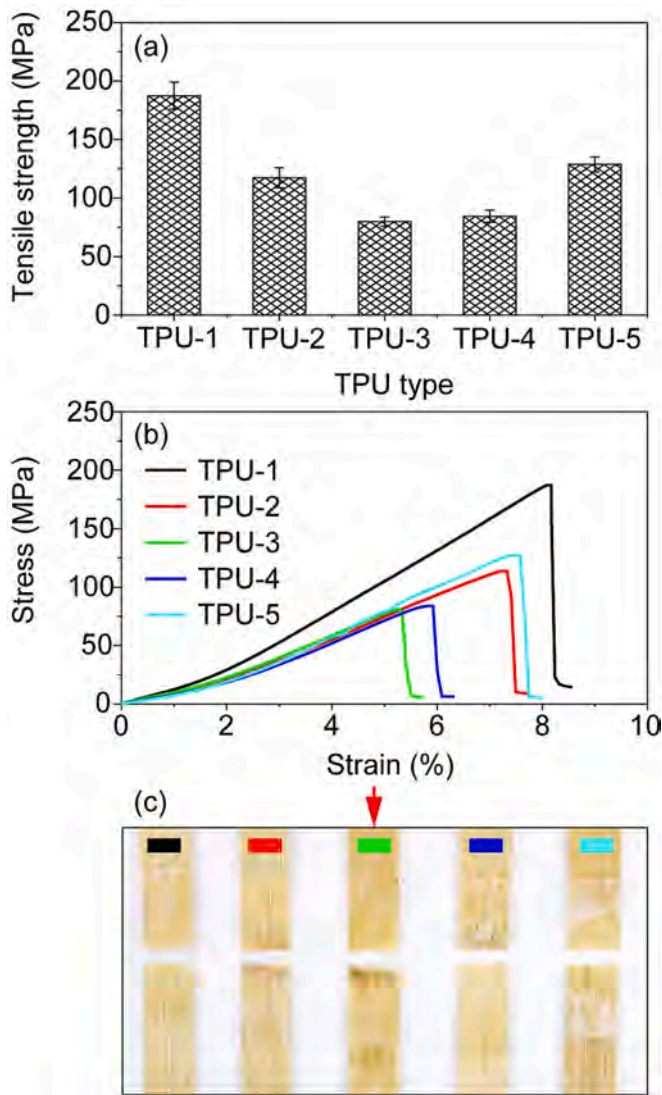 (a)
Tensile strength (MPa)
250
200
150
100
50
0
TPU-1 TPU-2 TPU-3 TPU-4 TPU-5
TPU type
(b)
Stress (MPa)
250
200
150
100
50
0
TPU-1
TPU-2
TPU-3
TPU-4
TPU-5
0 2 4 6 8 10
Strain (%)
(c)